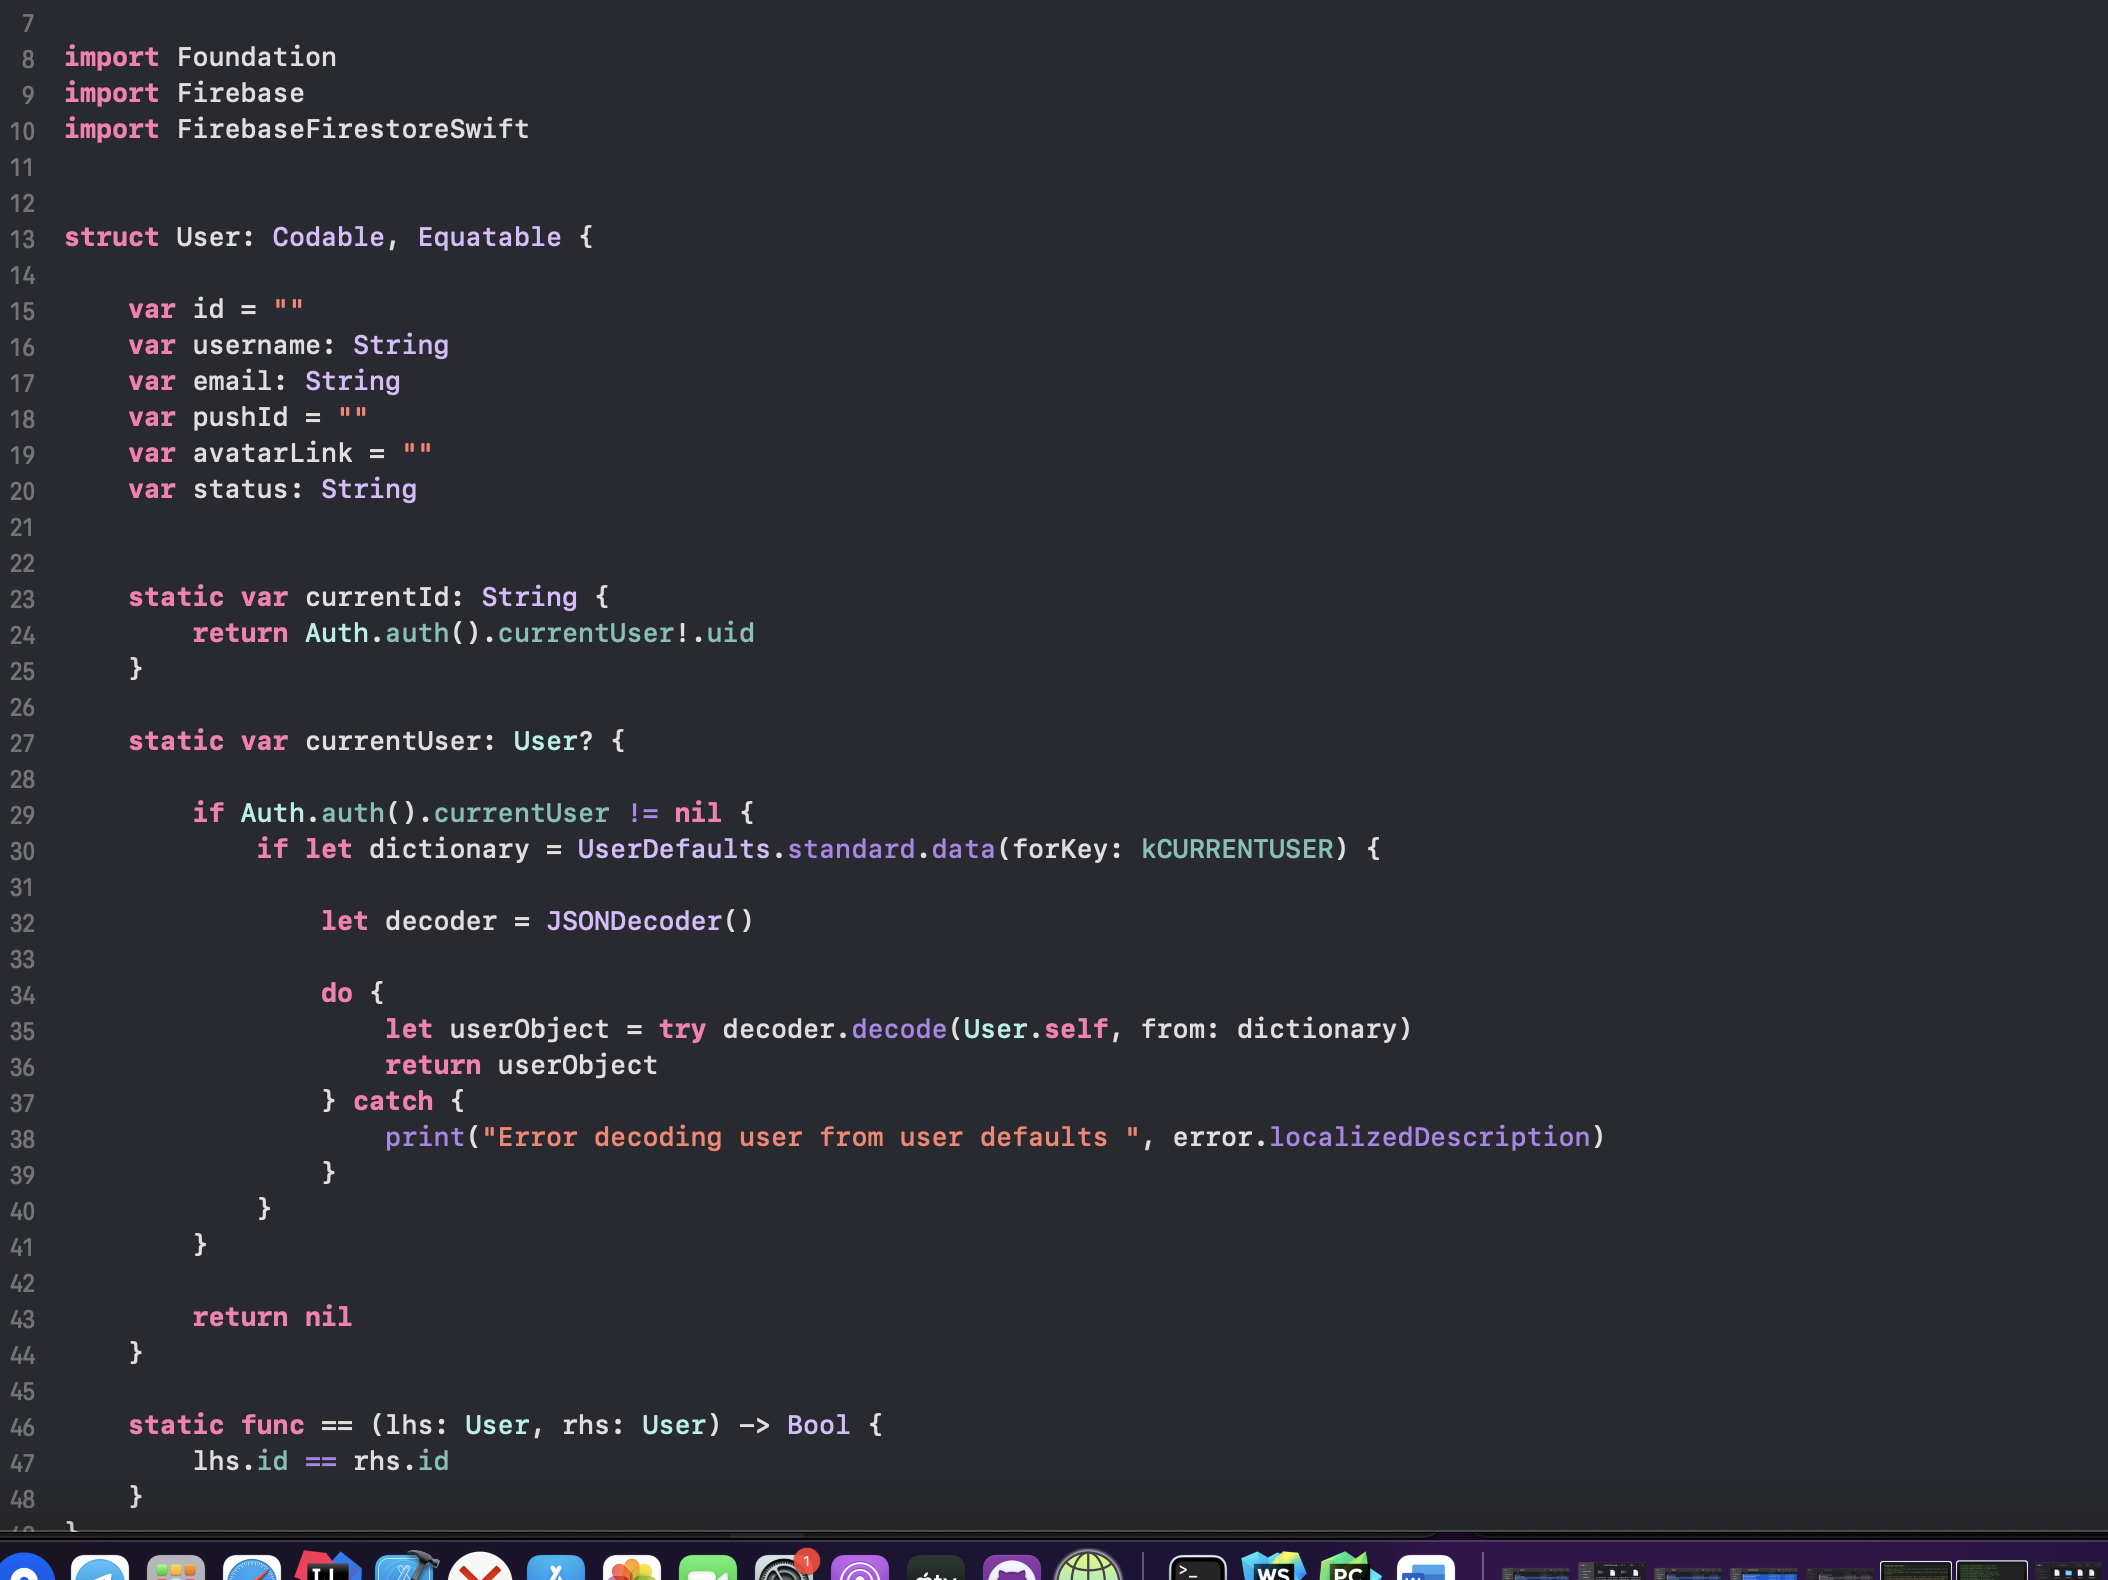 7
8 import Foundation
9 import Firebase
10 import FirebaseFirestoreSwift
11
12
13 struct User: Codable, Equatable {
14
15     var id = ""
16     var username: String
17     var email: String
18     var pushId = ""
19     var avatarLink = ""
20     var status: String
21
22
23     static var currentId: String {
24         return Auth.auth().currentUser!.uid
25     }
26
27     static var currentUser: User? {
28
29         if Auth.auth().currentUser != nil {
30             if let dictionary = UserDefaults.standard.data(forKey: kCURRENTUSER) {
31
32                 let decoder = JSONDecoder()
33
34                 do {
35                     let userObject = try decoder.decode(User.self, from: dictionary)
36                     return userObject
37                 } catch {
38                     print("Error decoding user from user defaults ", error.localizedDescription)
39                 }
40             }
41         }
42
43         return nil
44     }
45
46     static func == (lhs: User, rhs: User) -> Bool {
47         lhs.id == rhs.id
48     }
49 }
1
>_
WS
PC